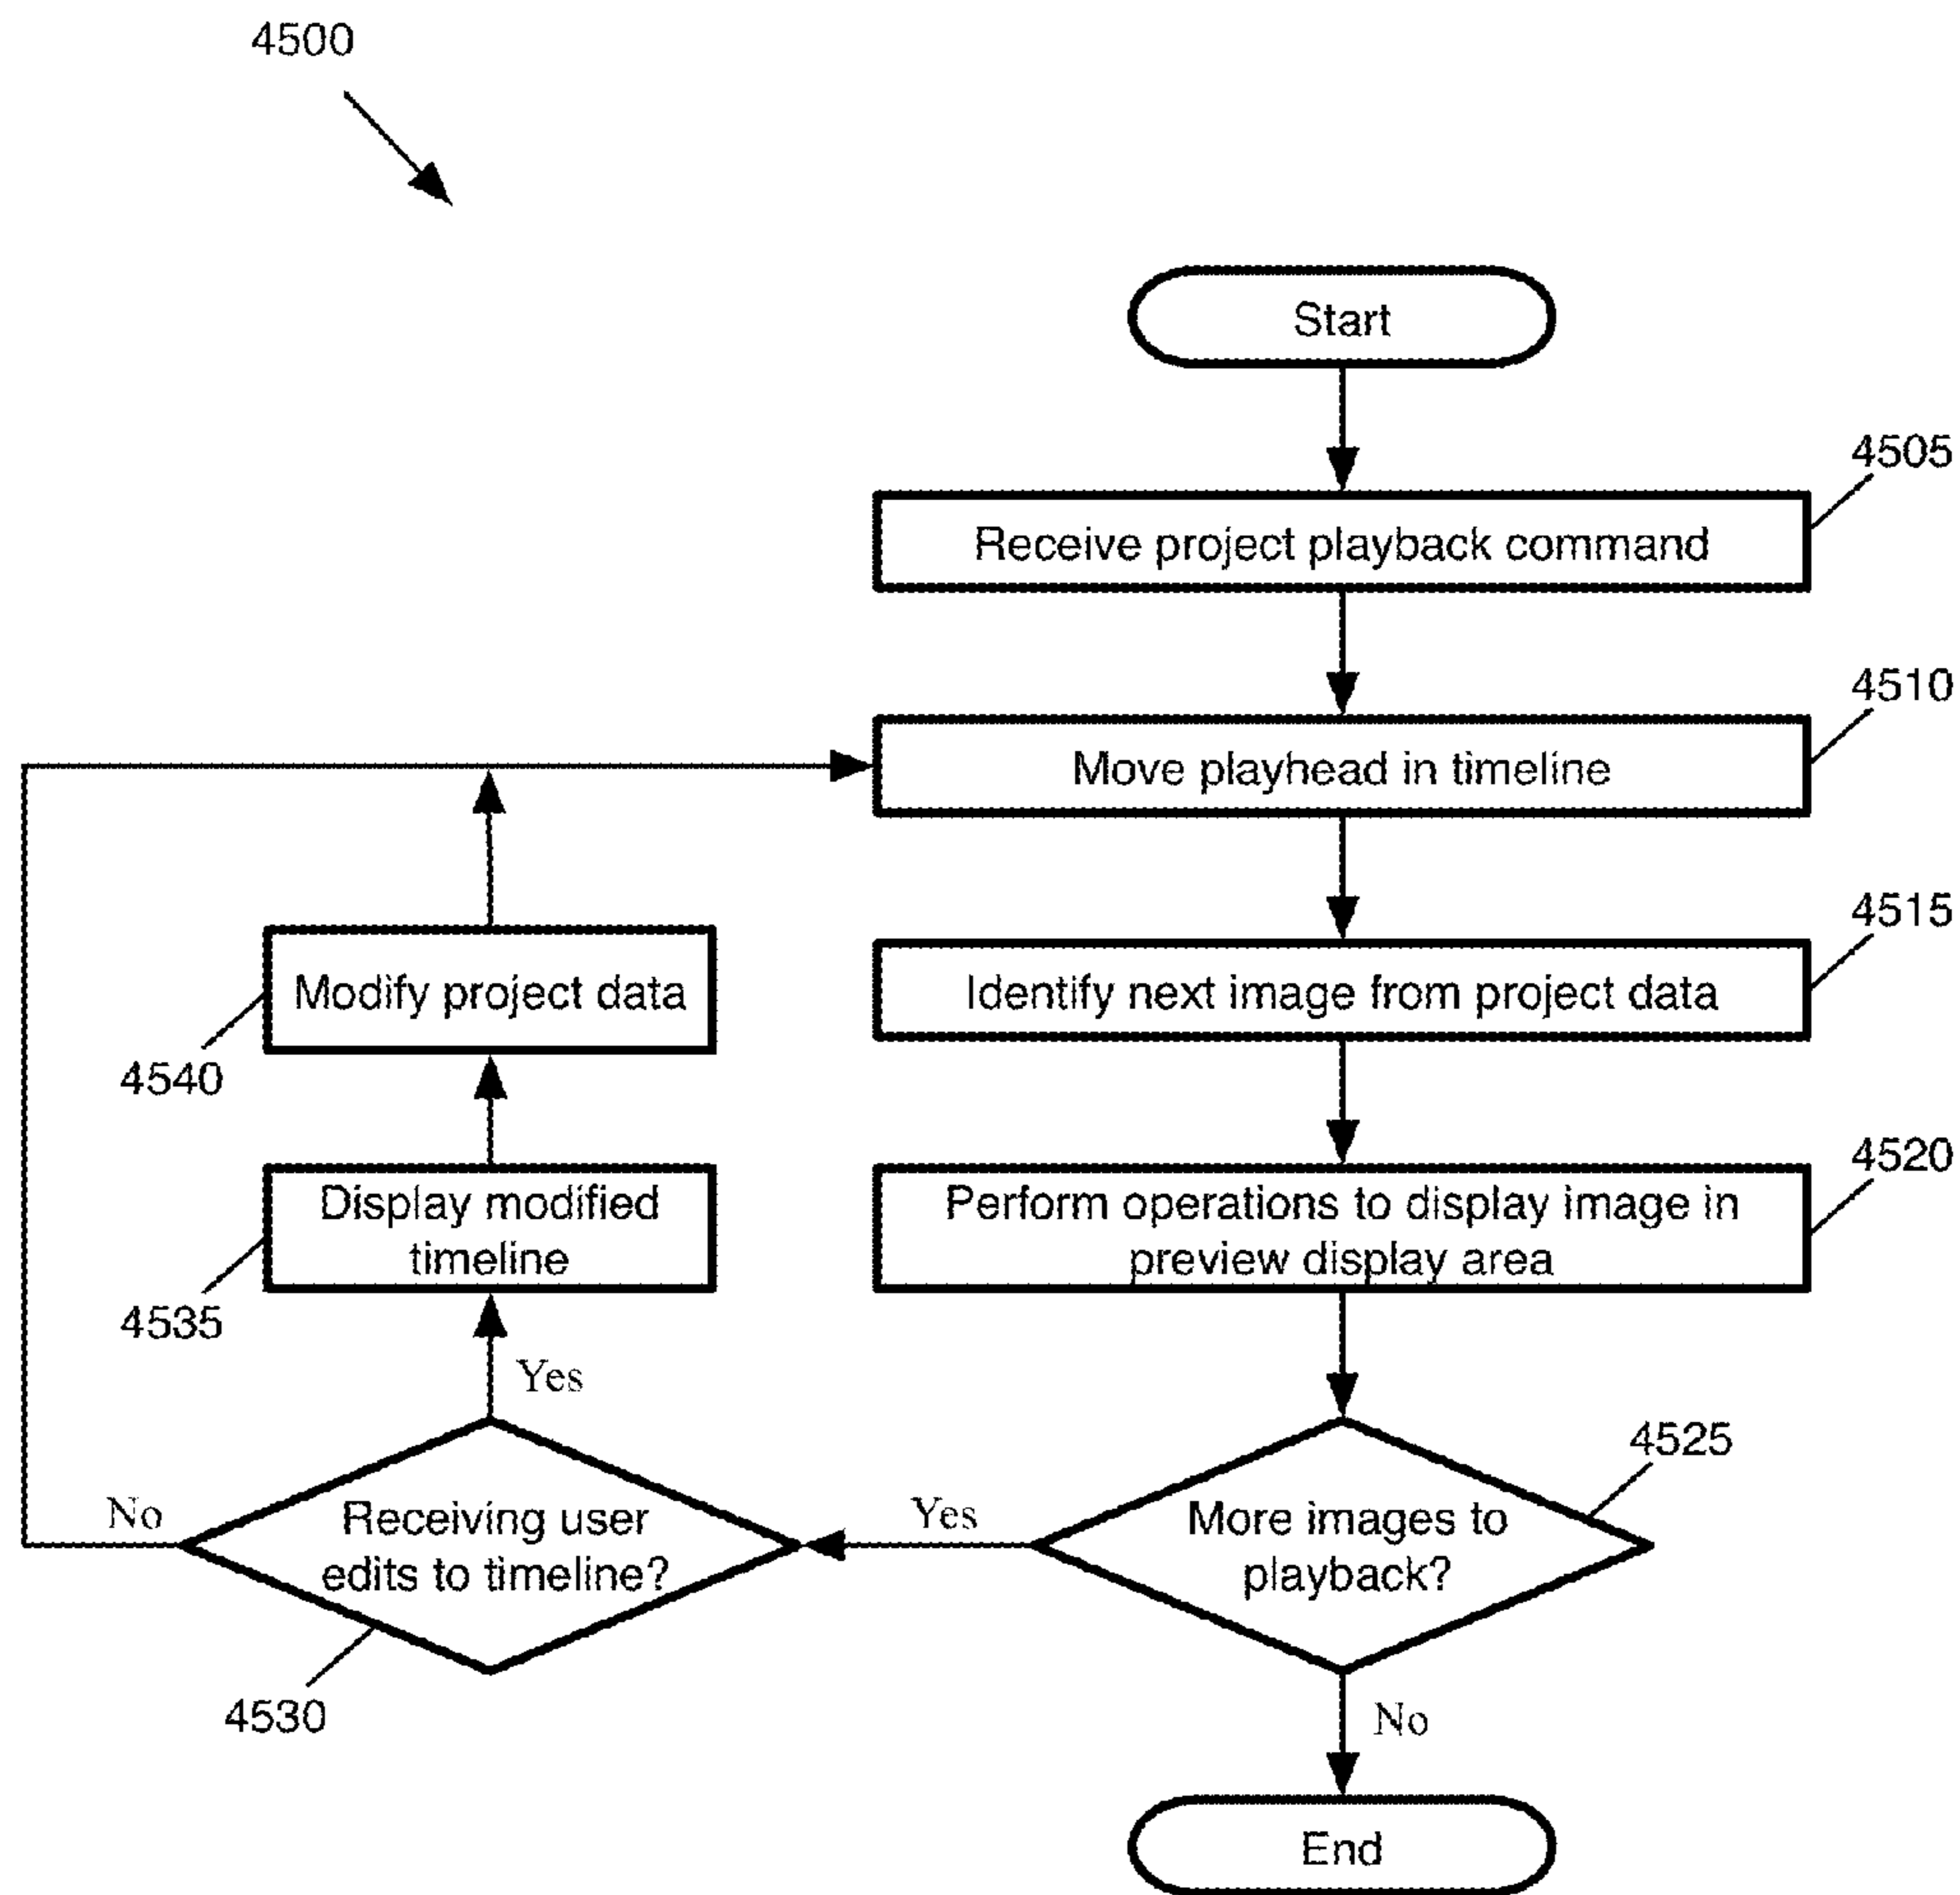 4500
Start
4505
Receive project playback command
4510
Move playhead in timeline
4515
Identify next image from project data
Modify project data
4540
4520
Perform operations to display image in
preview display area
Display modified
timeline
4535
Yes
4525
More images to
playback?
Yes
Receiving user
edits to timeline?
No
4530
No
End